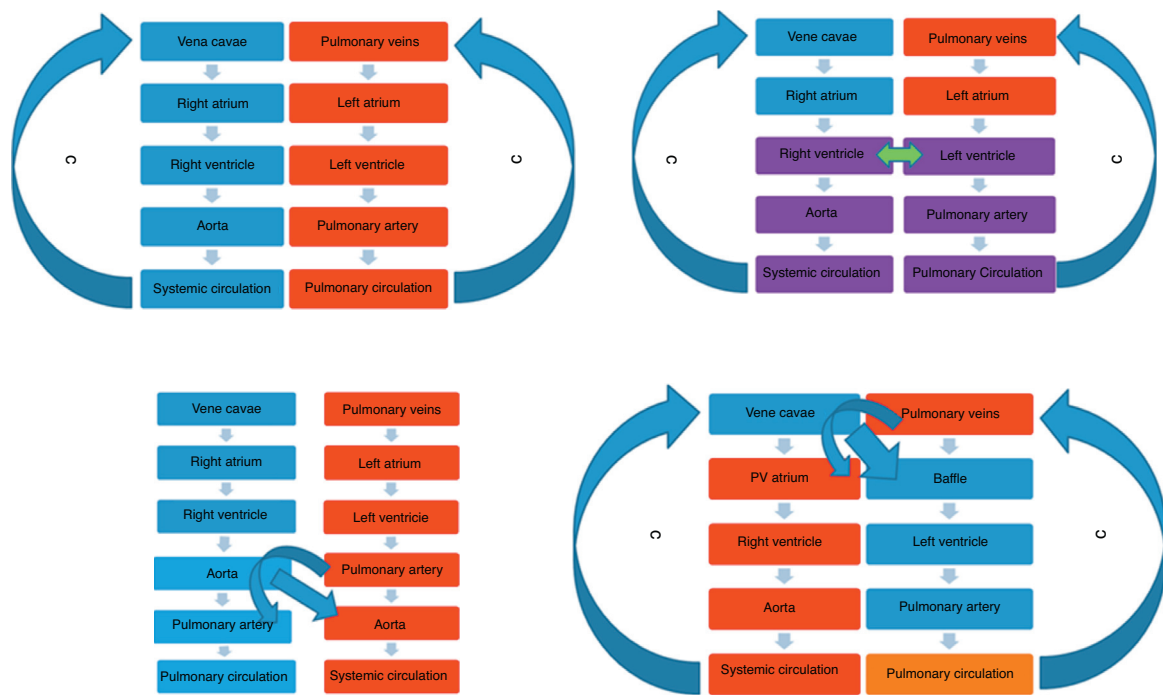 Vena cavae
Pulmonary veins
Right atrium
Left atrium
Right ventricle
Left ventricle
Aorta
Pulmonary artery
Systemic circulation
Pulmonary circulation
c
c
Vene cavae
Pulmonary veins
Right atrium
Left atrium
Right ventricle
Left ventricle
Aorta
Pulmonary artery
Systemic circulation
Pulmonary Circulation
c
c
Vene cavae
Pulmonary veins
Right atrium
Left atrium
Right ventricle
Left ventricie
Aorta
Pulmonary artery
Pulmonary artery
Aorta
Pulmonary circulation
Systemic circulation
Vene cavae
Pulmonary veins
PV atrium
Baffle
Right ventricle
Left ventricle
Aorta
Pulmonary artery
Systemic circulation
Pulmonary circulation
c
c